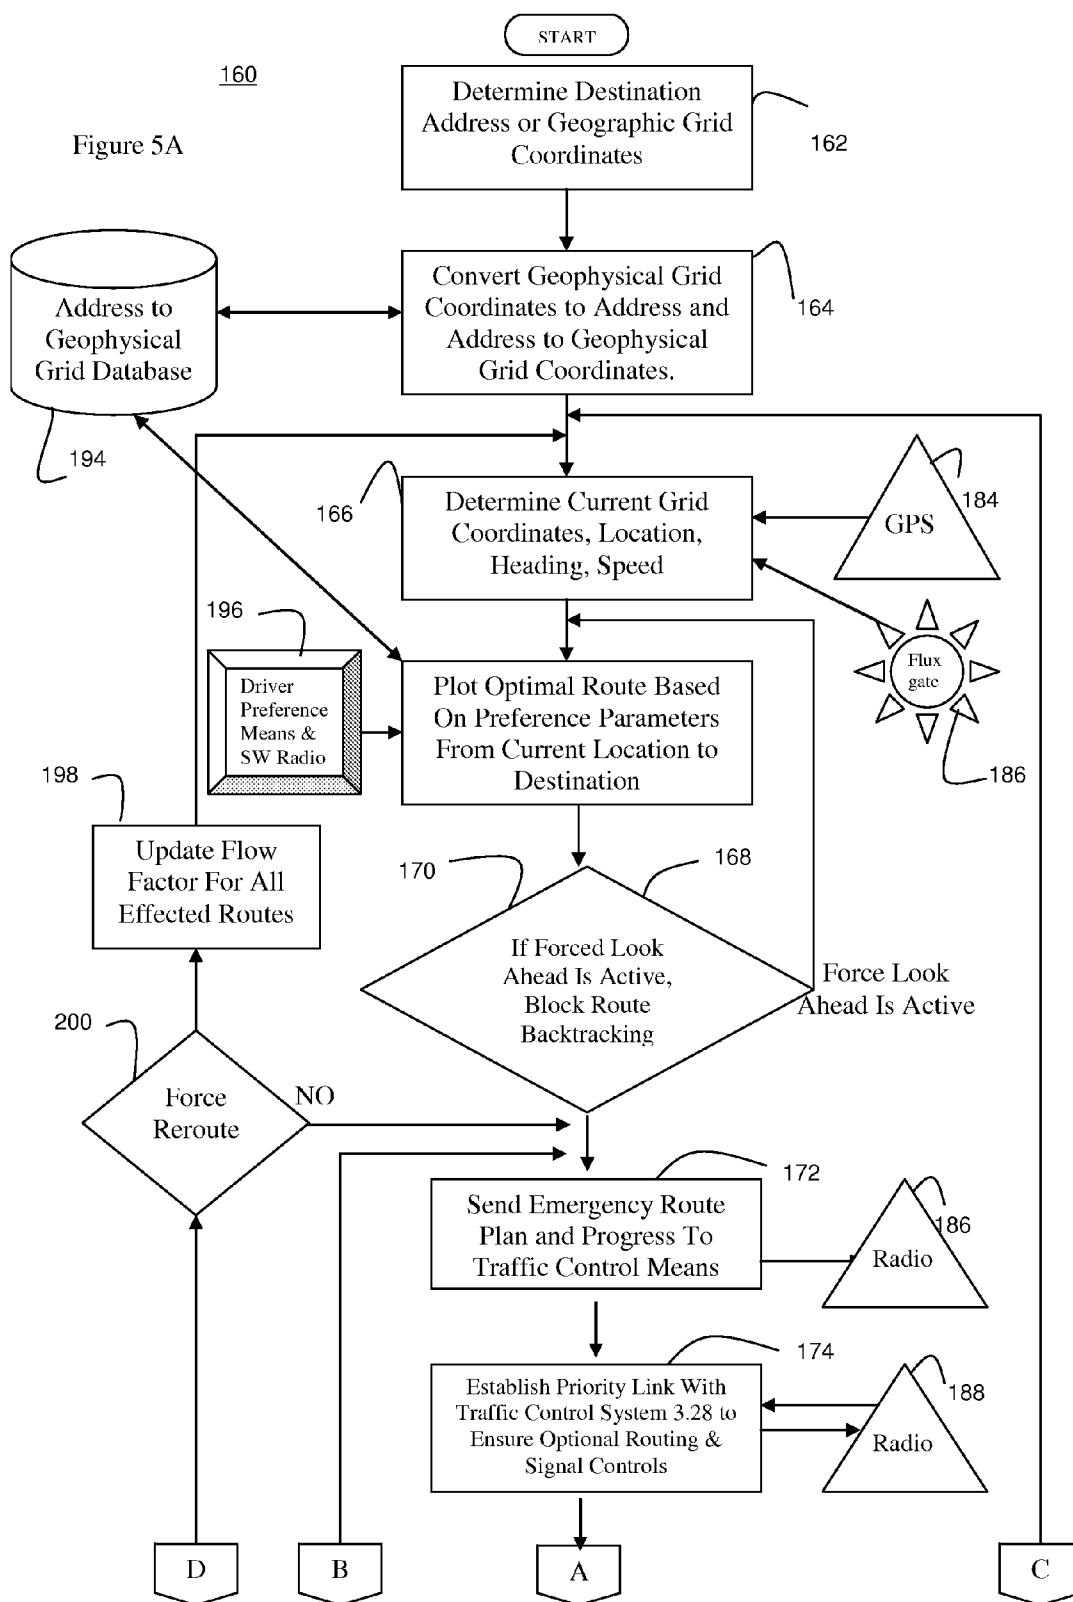 START
160
Determine Destination
Address or Geographic Grid
Coordinates
162
Figure 5A
Convert Geophysical Grid
Coordinates to Address and
Address to Geophysical
Grid Coordinates.
164
Address to
Geophysical
Grid Database
194
166
Determine Current Grid
Coordinates, Location,
Heading, Speed
184
GPS
196
Driver
Preference
Means &
SW Radio
Plot Optimal Route Based
On Preference Parameters
From Current Location to
Destination
Flux
gate
186
198
Update Flow
Factor For All
Effected Routes
170
168
If Forced Look
Ahead Is Active,
Block Route
Backtracking
Force Look
Ahead Is Active
200
Force
Reroute
NO
172
Send Emergency Route
Plan and Progress To
Traffic Control Means
186
Radio
174
Establish Priority Link With
Traffic Control System 3.28 to
Ensure Optional Routing &
Signal Controls
188
Radio
D
B
A
C